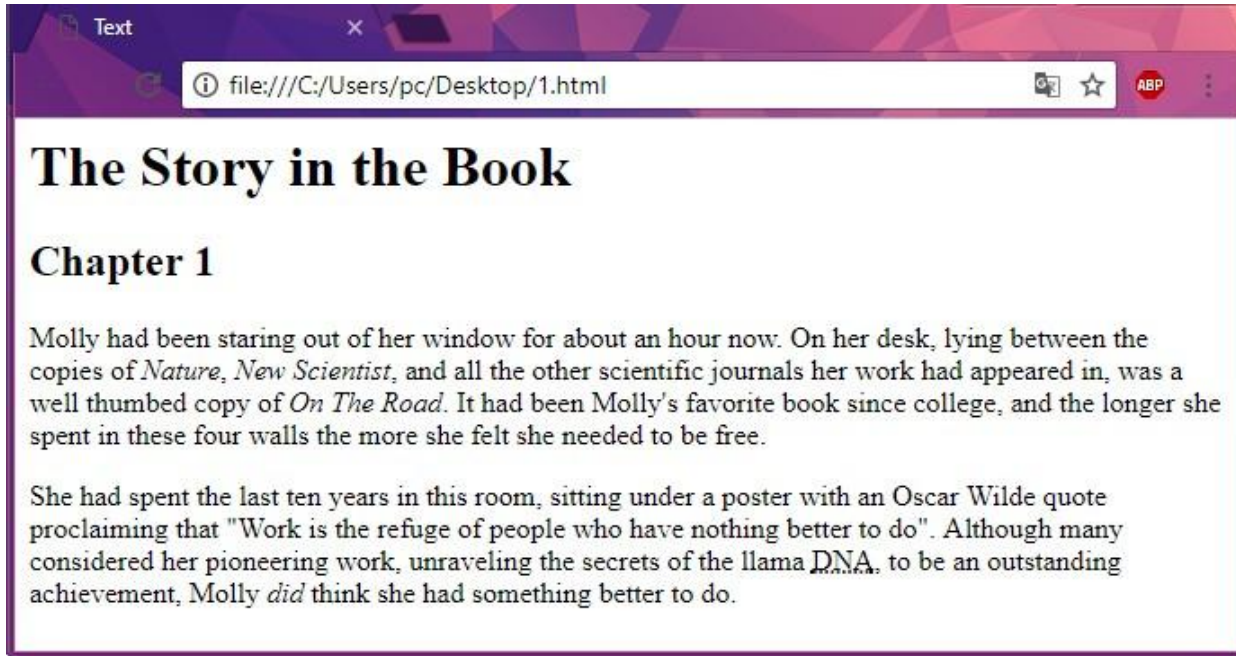 Text
file:///C:/Users/pc/Desktop/1.html
ABP
The Story in the Book
Chapter 1
Molly had been staring out of her window for about an hour now. On her desk, lying between the
copies of Nature, New Scientist, and all the other scientific journals her work had appeared in, was a
well thumbed copy of On The Road. It had been Molly's favorite book since college, and the longer she
spent in these four walls the more she felt she needed to be free.
She had spent the last ten years in this room, sitting under a poster with an Oscar Wilde quote
proclaiming that "Work is the refuge of people who have nothing better to do". Although many
considered her pioneering work, unraveling the secrets of the llama DNA, to be an outstanding
achievement, Molly did think she had something better to do.